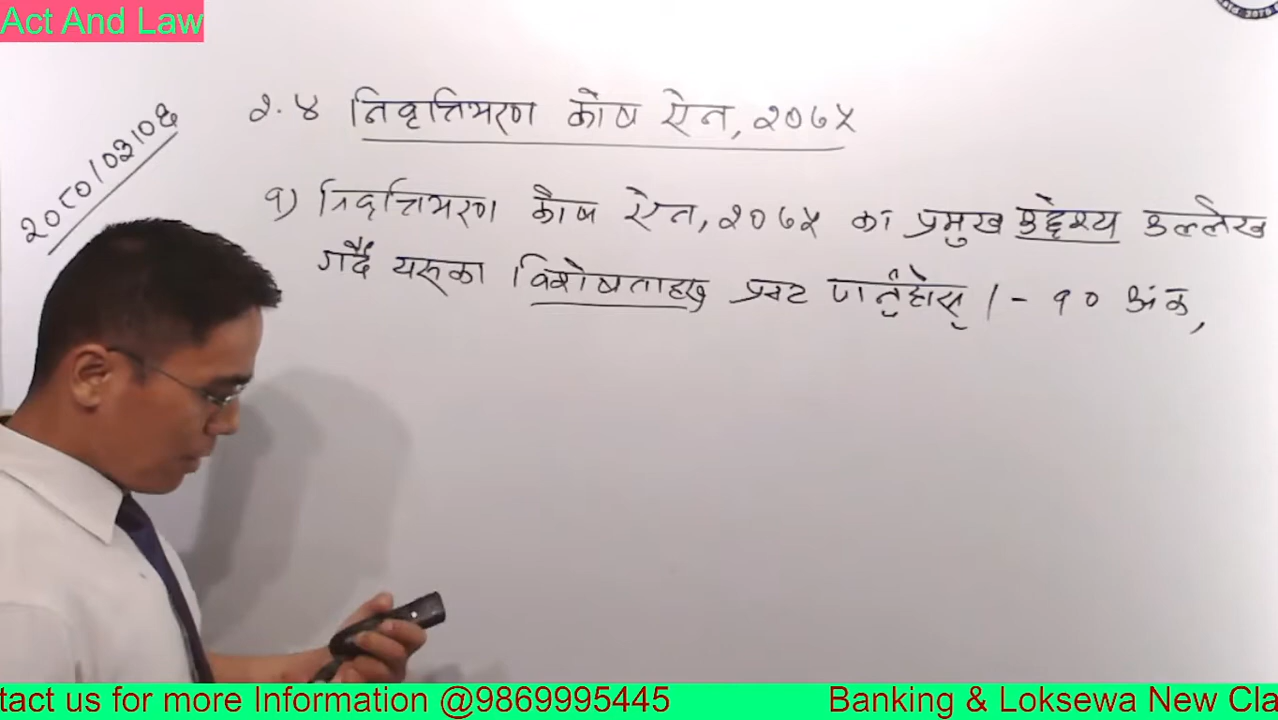 Act And Law
२०८०/०३/०६
२.४ निवृत्तिभरण कोष ऐन, २०७५
१) निवृत्तिभरण कोष ऐन, २०७५ का प्रमुख उद्देश्य उल्लेख
गर्दै यसका विशेषताहरु प्रस्ट पार्नुहोस् । - १० अंक,
tact us for more Information @9869995445
Banking & Loksewa New Cla